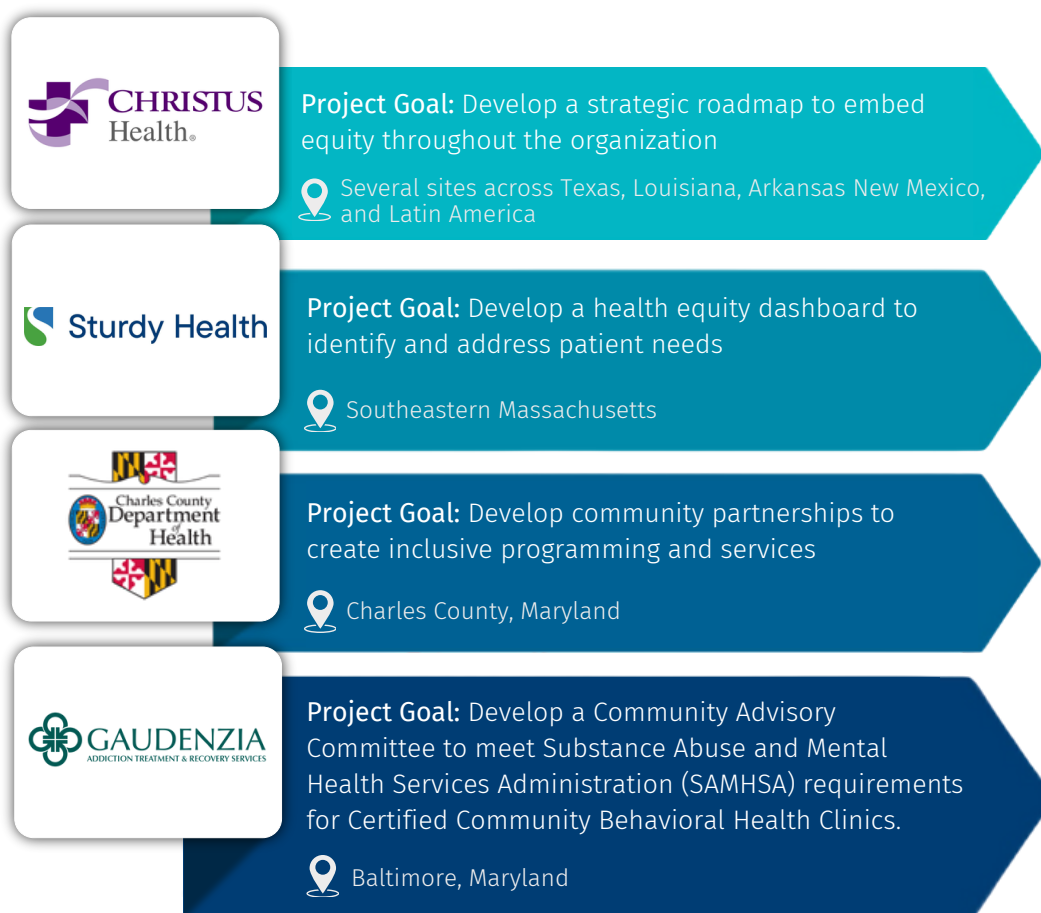 CHRISTUS
Health®
Project Goal: Develop a strategic roadmap to embed
equity throughout the organization
Several sites across Texas, Louisiana, Arkansas New Mexico,
and Latin America
Sturdy Health
Project Goal: Develop a health equity dashboard to
identify and address patient needs
Southeastern Massachusetts
Charles County
Department
of
Health
Project Goal: Develop community partnerships to
create inclusive programming and services
Charles County, Maryland
GAUDENZIA
ADDICTION TREATMENT & RECOVERY SERVICES
Project Goal: Develop a Community Advisory
Committee to meet Substance Abuse and Mental
Health Services Administration (SAMHSA) requirements
for Certified Community Behavioral Health Clinics.
Baltimore, Maryland